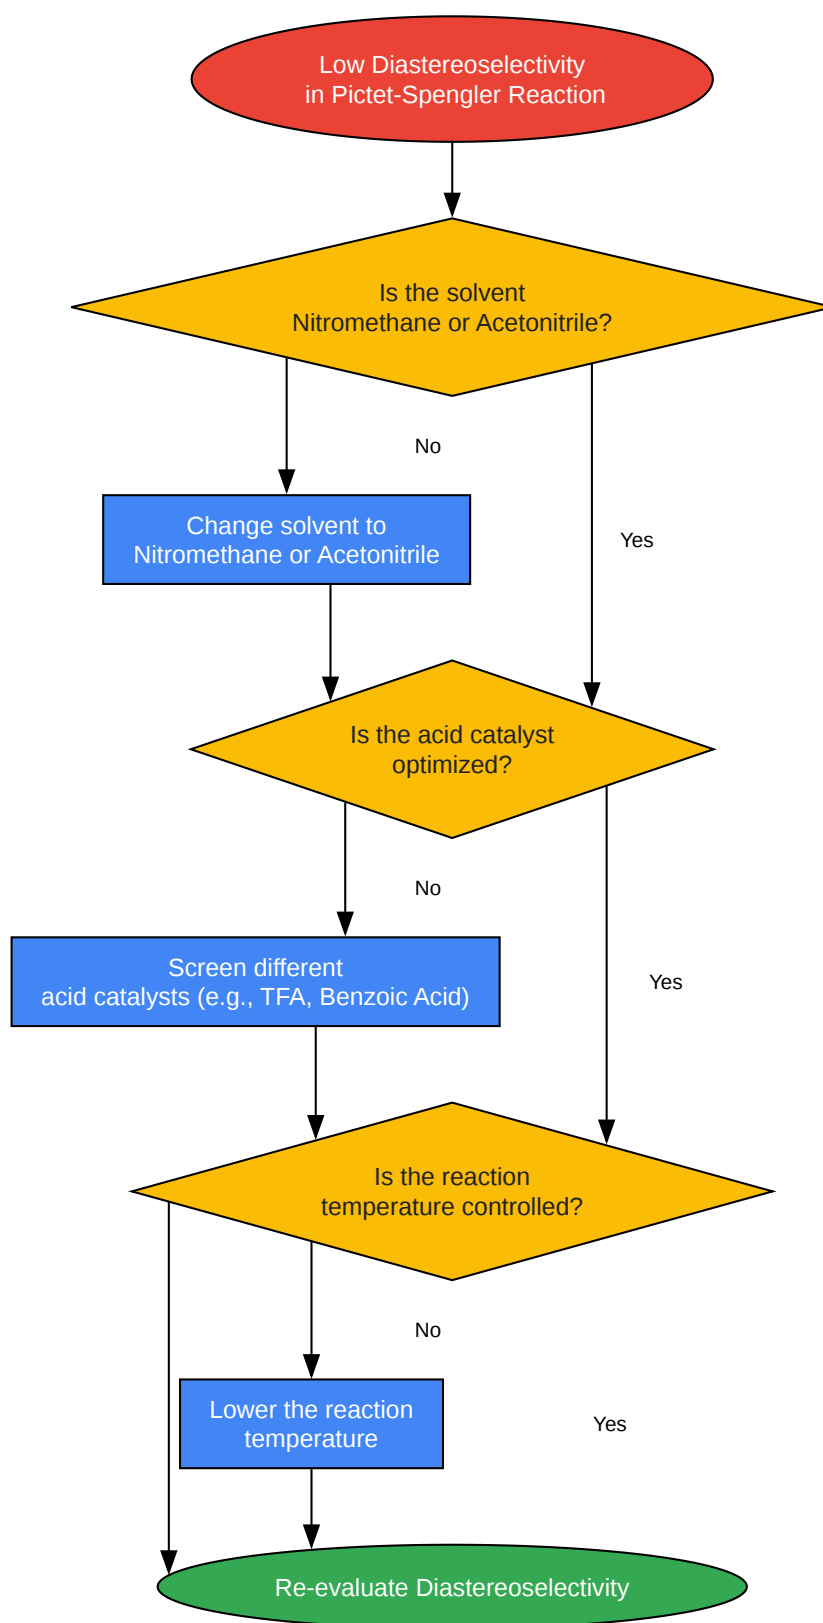 Low Diastereoselectivity
in Pictet-Spengler Reaction
Is the solvent
Nitromethane or Acetonitrile?
No
Change solvent to
Nitromethane or Acetonitrile
Yes
Is the acid catalyst
optimized?
No
Screen different
acid catalysts (e.g., TFA, Benzoic Acid)
Yes
Is the reaction
temperature controlled?
No
Lower the reaction
temperature
Yes
Re-evaluate Diastereoselectivity